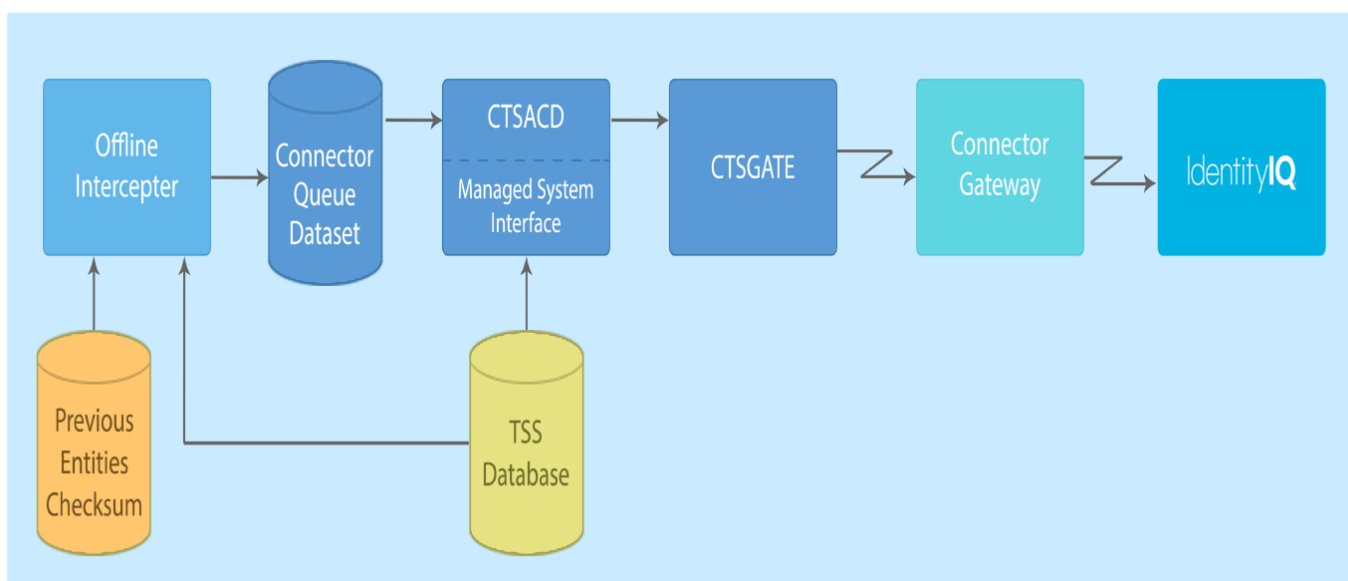 Offline
Intercepter
Connector
Queue
Dataset
CTSACD
Managed System
Interface
CTSGATE
Connector
Gateway
IdentityIQ
Previous
Entities
Checksum
TSS
Database